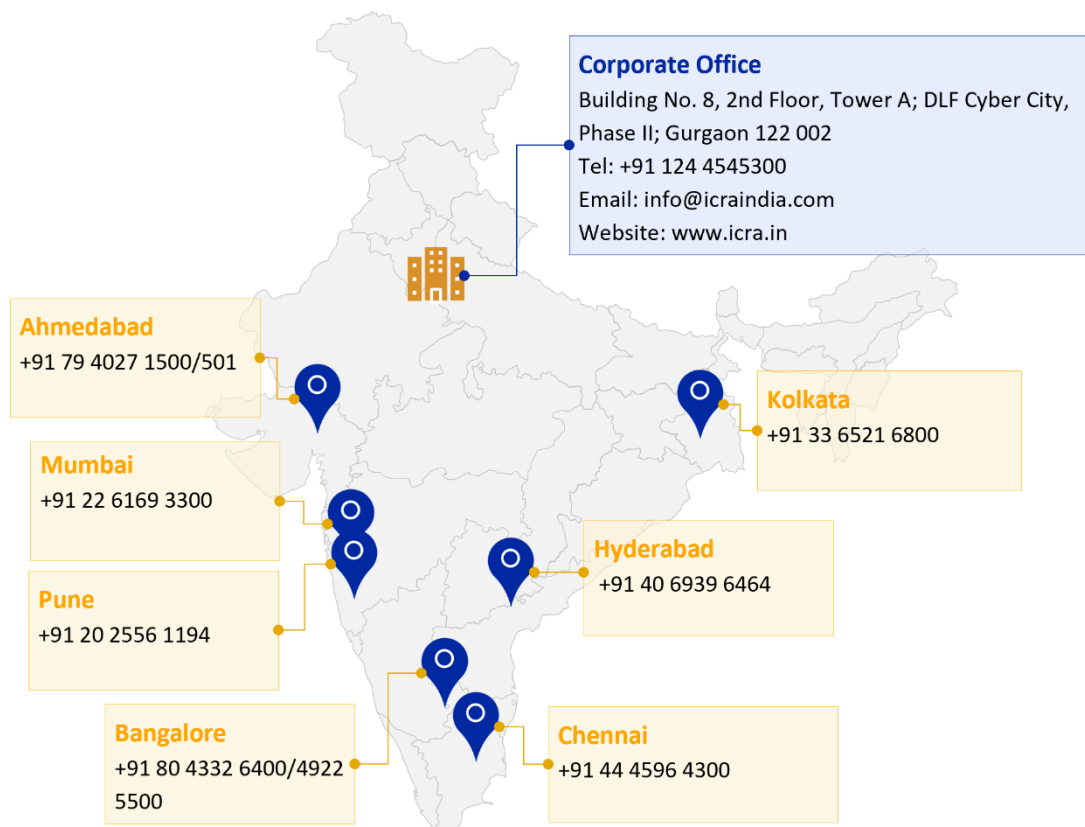 Corporate Office
Building No. 8, 2nd Floor, Tower A; DLF Cyber City,
Phase II; Gurgaon 122 002
Tel: +91 124 4545300
Email: info@icraindia.com
Website: www.icra.in
Ahmedabad
+91 79 4027 1500/501
Kolkata
+91 33 6521 6800
Mumbai
+91 22 6169 3300
Hyderabad
+91 40 6939 6464
Pune
+91 20 2556 1194
Bangalore
+91 80 4332 6400/4922
5500
Chennai
+91 44 4596 4300